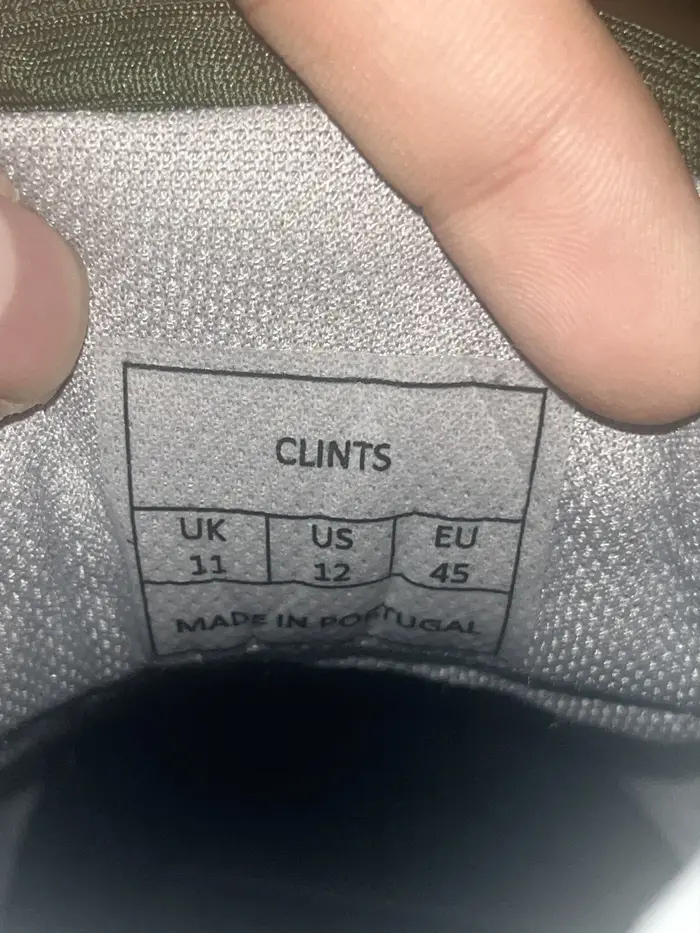 CLINTS
UK US EU
11 12 45
MADE IN PORTUGAL